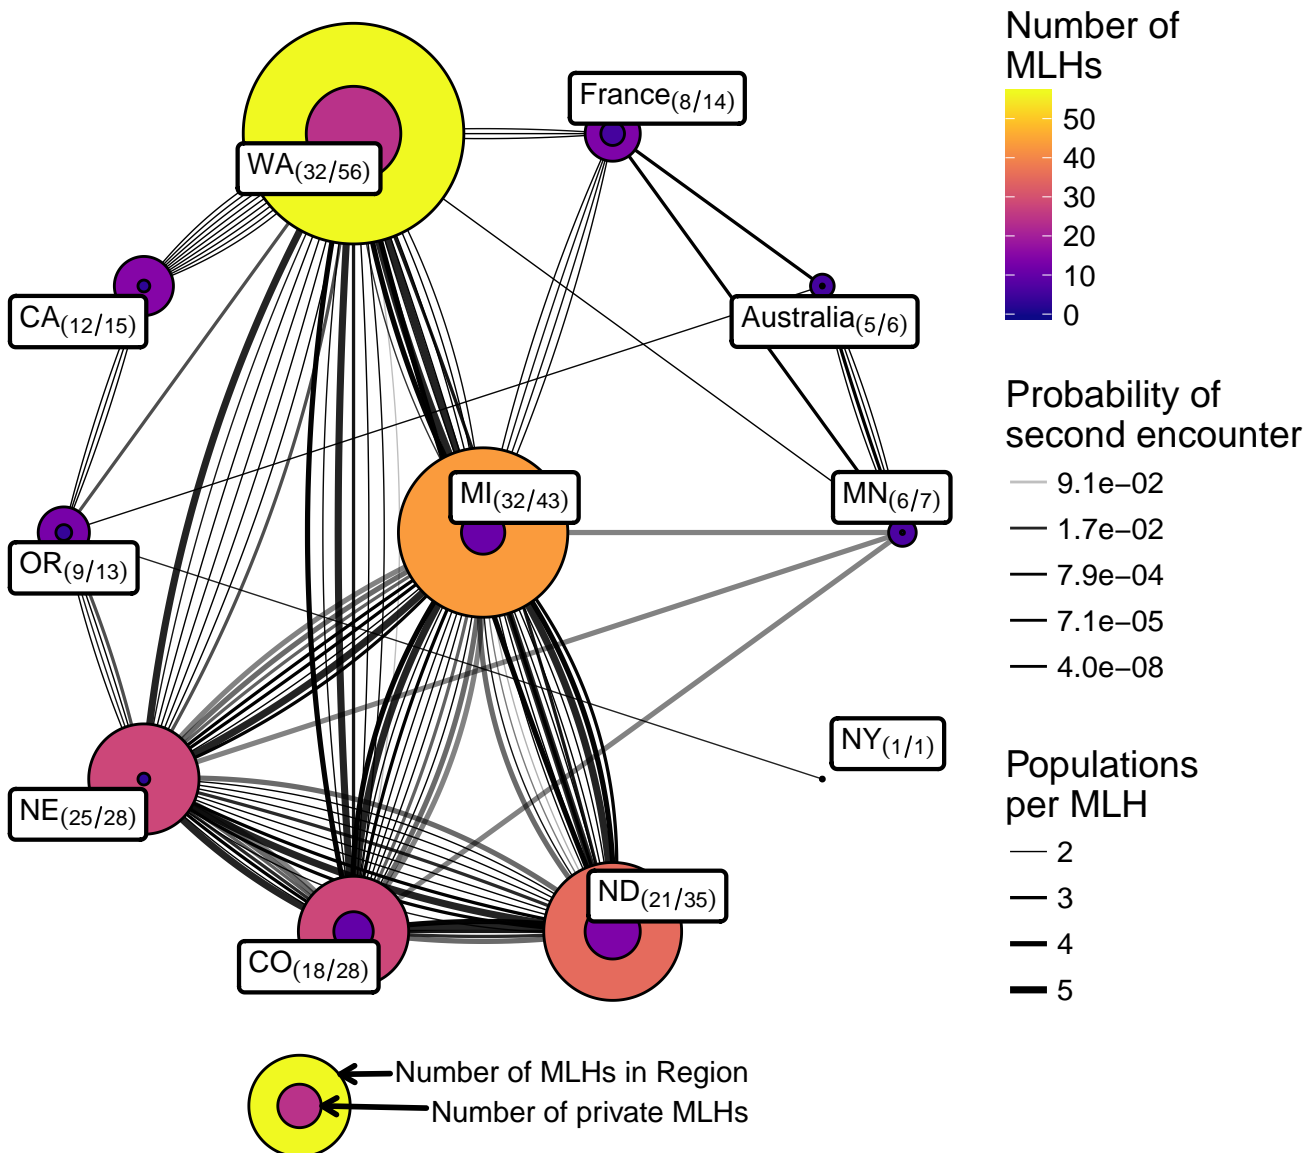 Number of
MLHs
50
40
30
20
10
0
France(8/14)
WA(32/56)
CA(12/15)
Australia(5/6)
MI(32/43)
MN(6/7)
OR(9/13)
NY(1/1)
NE(25/28)
ND(21/35)
CO(18/28)
Probability of
second encounter
9.1e−02
1.7e−02
7.9e−04
7.1e−05
4.0e−08
Populations
per MLH
2
3
4
5
Number of MLHs in Region
Number of private MLHs